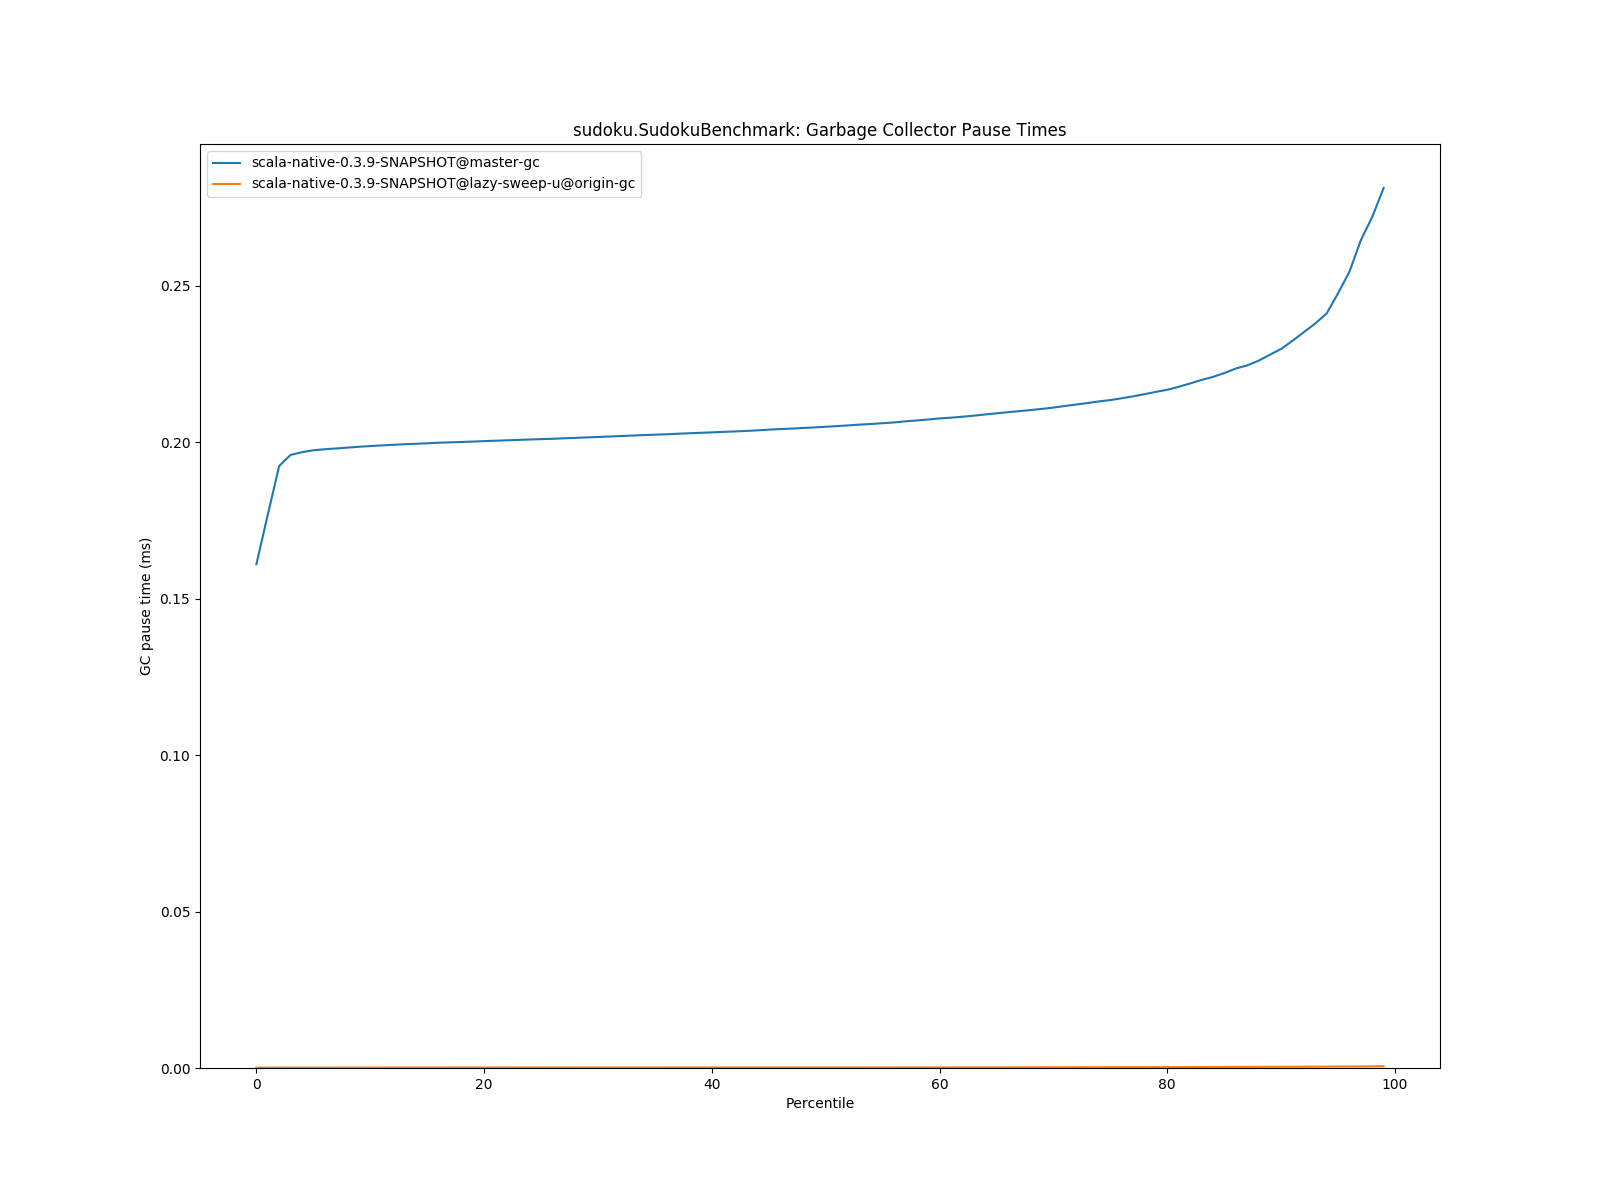 sudoku.SudokuBenchmark: Garbage Collector Pause Times
scala-native-0.3.9-SNAPSHOT@master-gc
scala-native-0.3.9-SNAPSHOT@lazy-sweep-u@origin-gc
GC pause time (ms)
0.25
0.20
0.15
0.10
0.05
0.00
0 20 40 60 80 100
Percentile